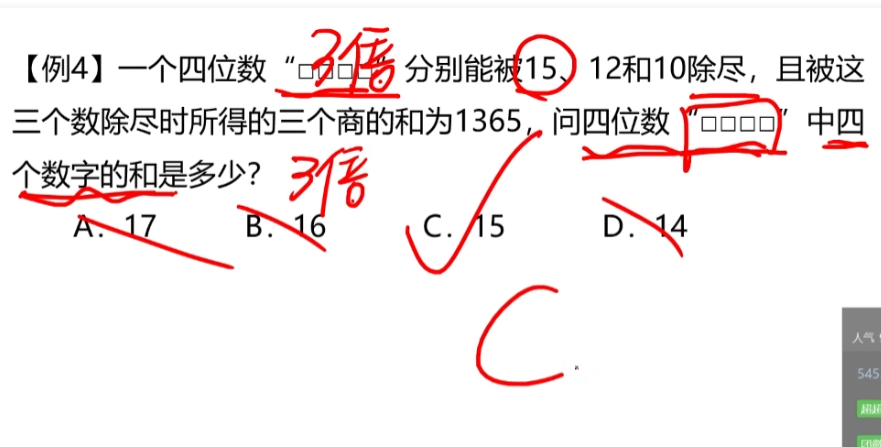 【例4】一个四位数“□□□□”分别能被15、12和10除尽，且被这
3倍
三个数除尽时所得的三个商的和为1365，问四位数“□□□□”中四
个数字的和是多少？
3倍
A. 17 B. 16 C. 15 D. 14
C
人气
545